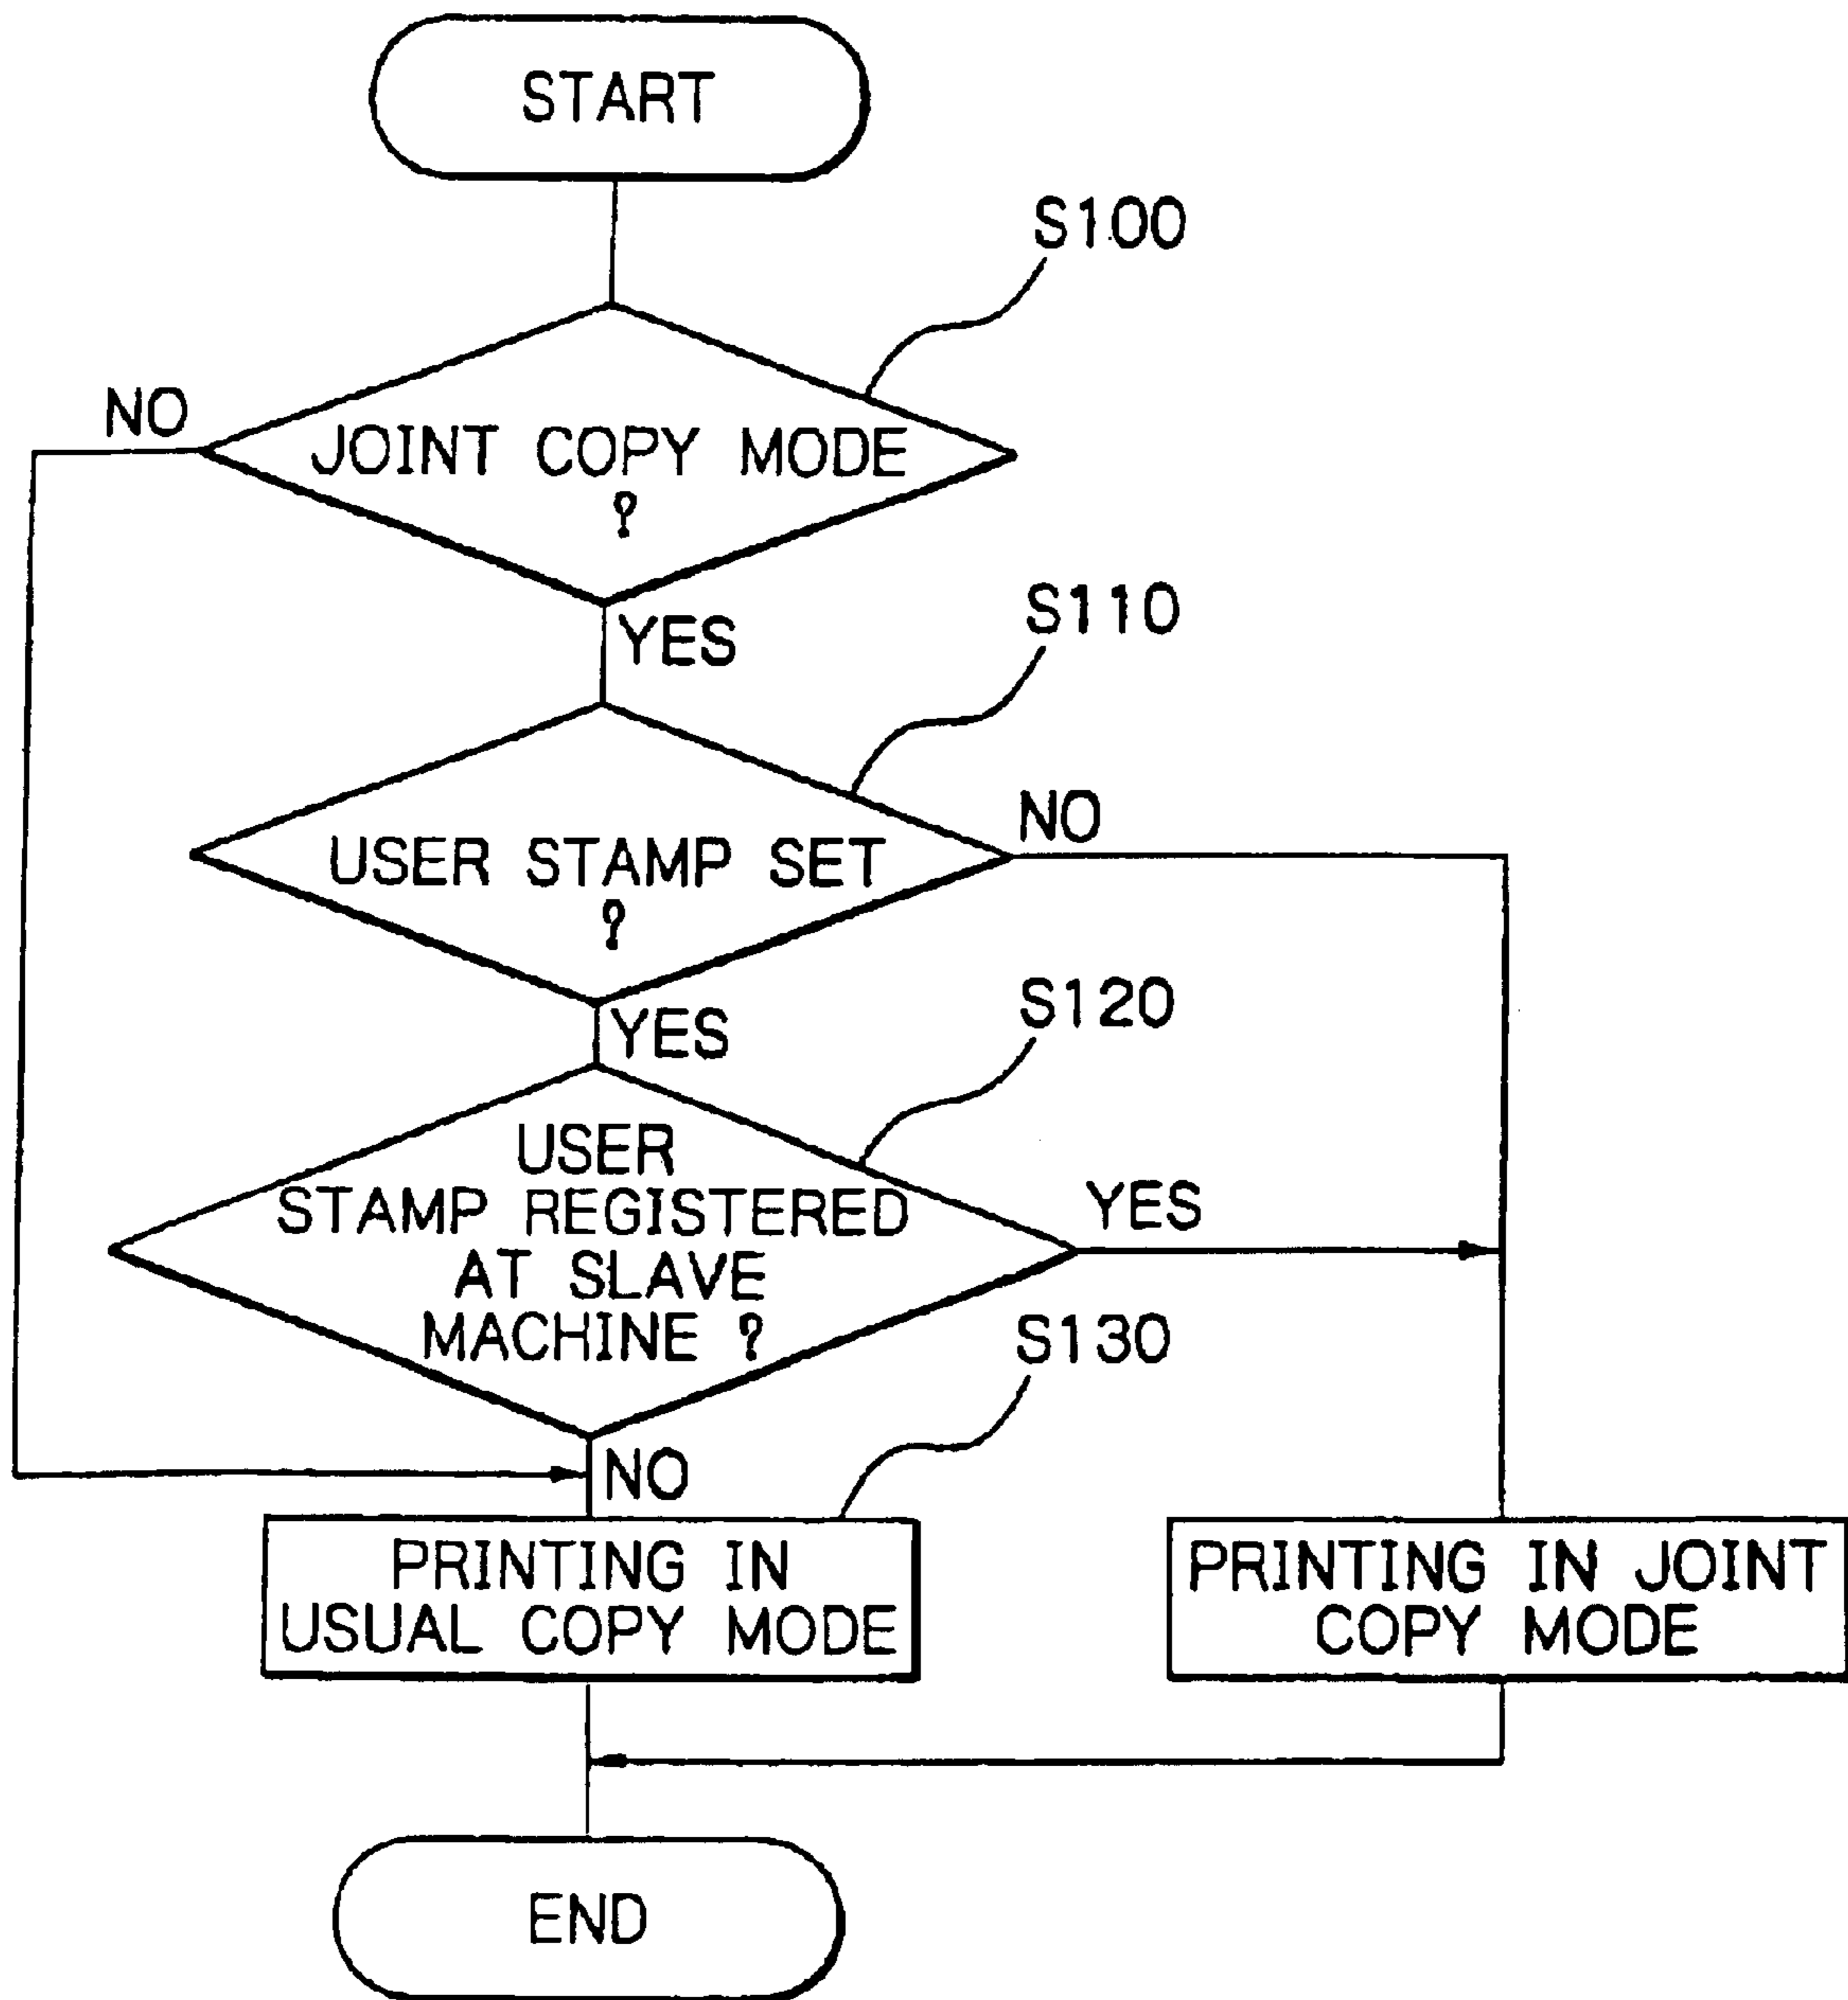 START
S100
NO
JOINT COPY MODE
?
YES
S110
NO
USER STAMP SET
?
YES
S120
USER
STAMP REGISTERED
AT SLAVE
MACHINE ?
YES
S130
NO
PRINTING IN
USUAL COPY MODE
PRINTING IN JOINT
COPY MODE
END